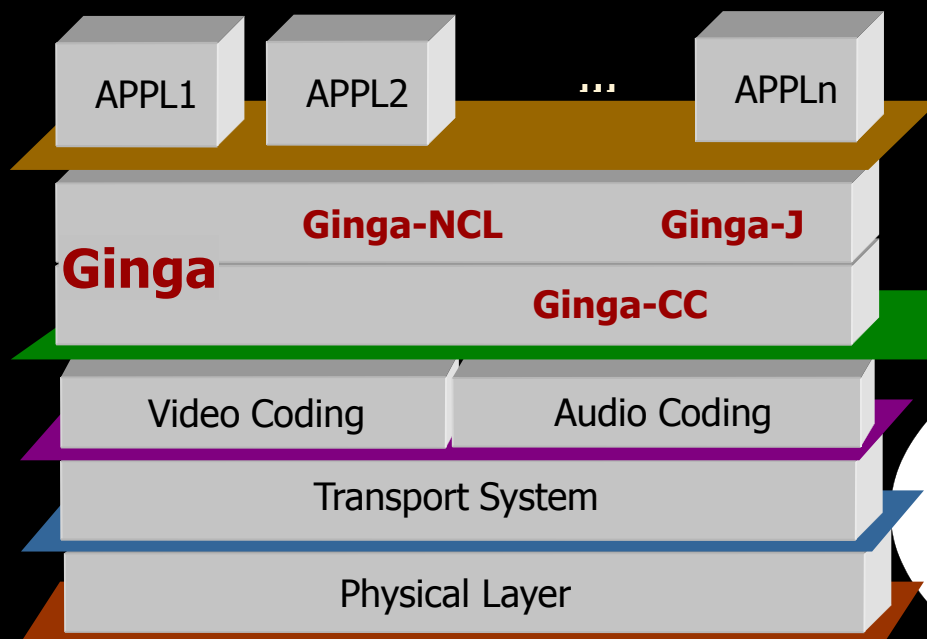 APPL1 APPL2 ... APPLn
Ginga-NCL Ginga-J
Ginga
Ginga-CC
Video Coding Audio Coding
Transport System
Physical Layer